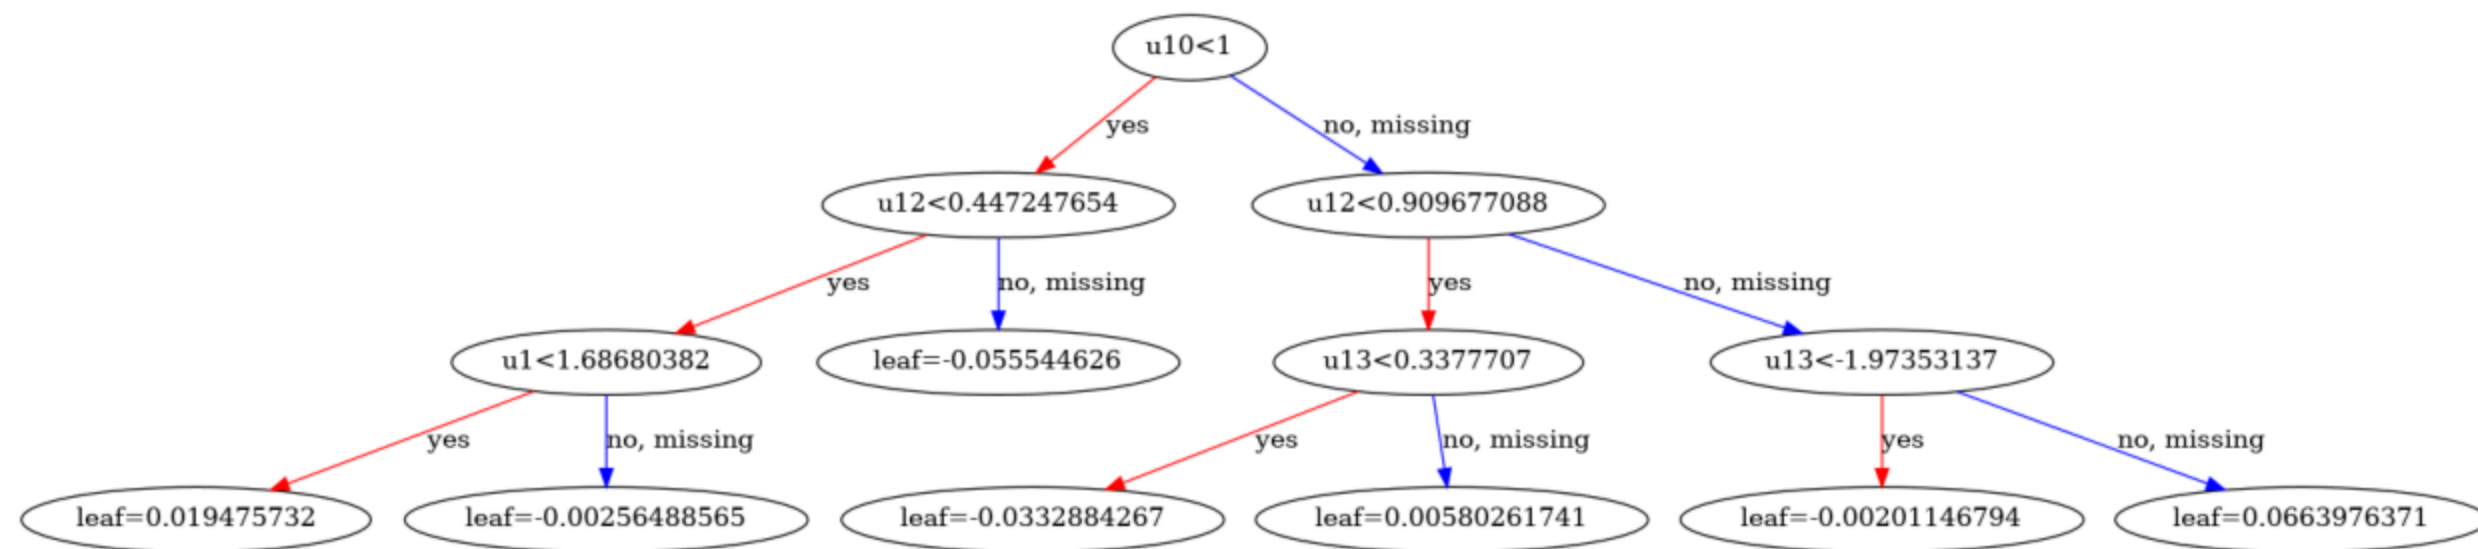 u10<1
yes
no, missing
u12<0.447247654
u12<0.909677088
yes
no, missing
yes
no, missing
u1<1.68680382
leaf=-0.055544626
u13<0.3377707
u13<-1.97353137
yes
no, missing
yes
no, missing
yes
no, missing
leaf=0.019475732
leaf=-0.00256488565
leaf=-0.0332884267
leaf=0.00580261741
leaf=-0.00201146794
leaf=0.0663976371